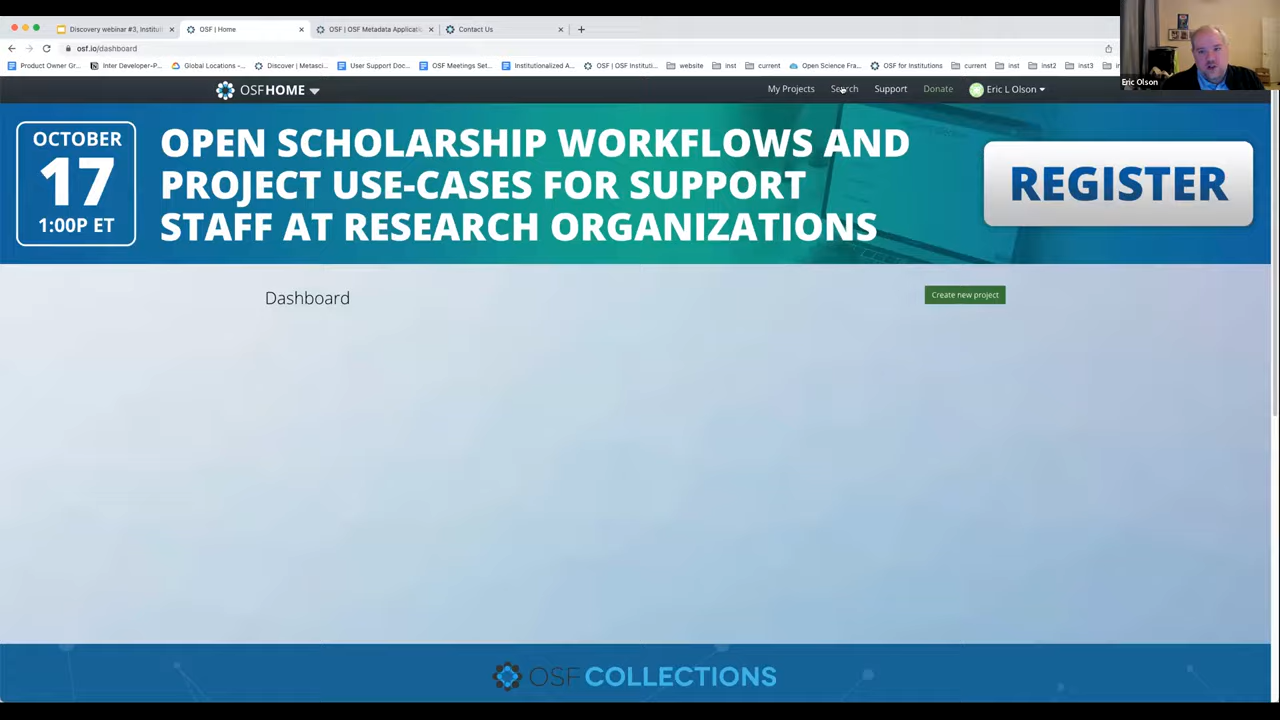 Discovery webinar #3, Instituti
OSF | Home
OSF | OSF Metadata Applicati
Contact Us
osf.io/dashboard
Product Owner Gr...
Inter Developer-P...
Global Locations -...
Discover | Metasci...
User Support Doc...
OSF Meetings Set...
Institutionalized A...
OSF | OSF Instituti...
website
inst
current
Open Science Fra...
OSF for Institutions
current
inst
inst2
inst3
Eric Olson
OSFHOME
My Projects
Search
Support
Donate
Eric L Olson
OCTOBER
17
1:00P ET
OPEN SCHOLARSHIP WORKFLOWS AND
PROJECT USE-CASES FOR SUPPORT
STAFF AT RESEARCH ORGANIZATIONS
REGISTER
Dashboard
Create new project
OSFCOLLECTIONS